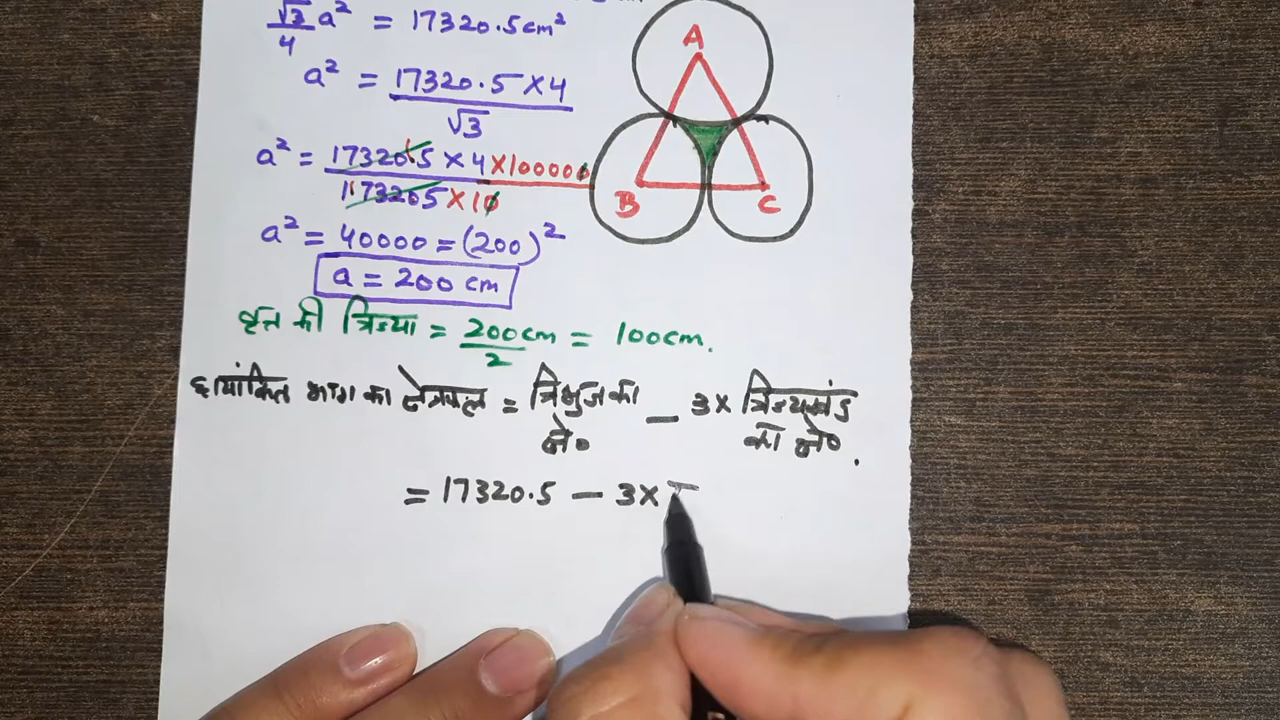 √3/4 a² = 17320.5 cm²
a² = 17320.5 × 4 / √3
a² = 17320.5 × 4 × 100000 / 173205 × 10
a² = 40000 = (200)²
a = 200 cm
A
B
C
वृत्त की त्रिज्या = 200cm / 2 = 100cm.
छायांकित भाग का क्षेत्रफल = त्रिभुज का क्षे० – 3 × त्रिज्यखंड का क्षे०.
= 17320.5 – 3 ×